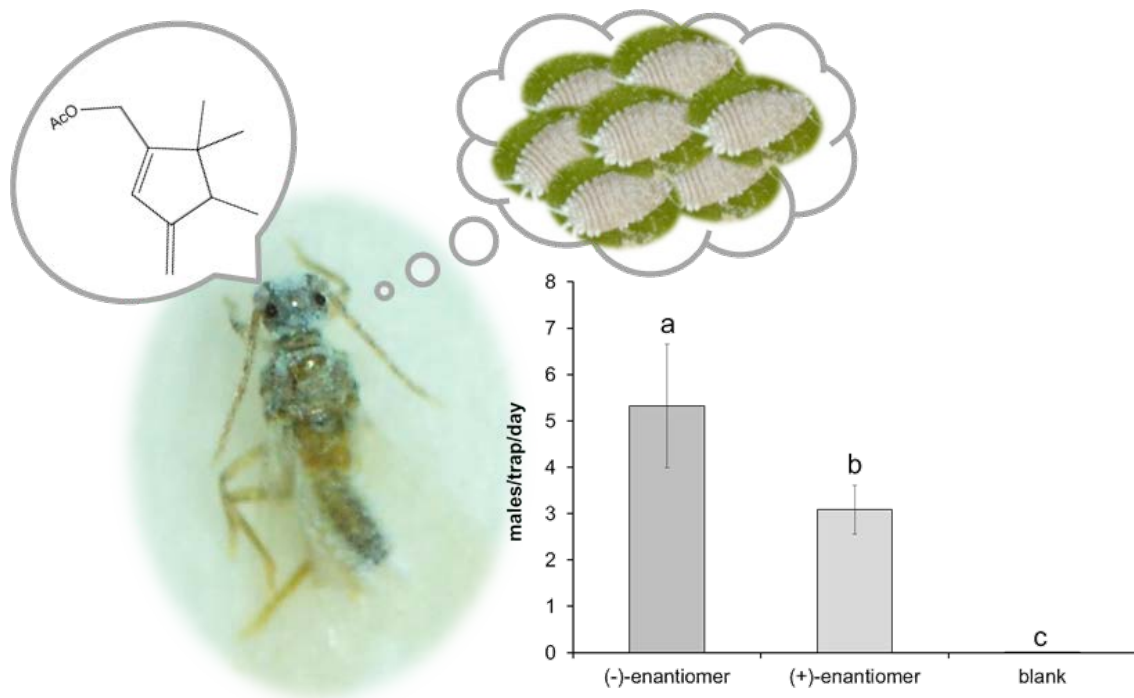 AcO
8
7
6
5
4
3
2
1
0
males/trap/day
a
b
c
(-)-enantiomer
(+)-enantiomer
blank